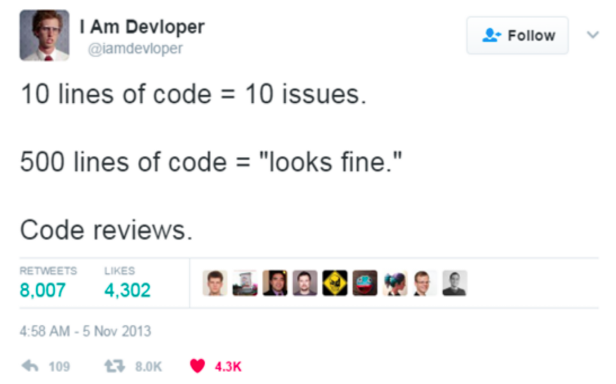 I Am Devloper
@iamdevloper
Follow
10 lines of code = 10 issues.
500 lines of code = "looks fine."
Code reviews.
RETWEETS LIKES
8,007 4,302
4:58 AM - 5 Nov 2013
109 8.0K 4.3K